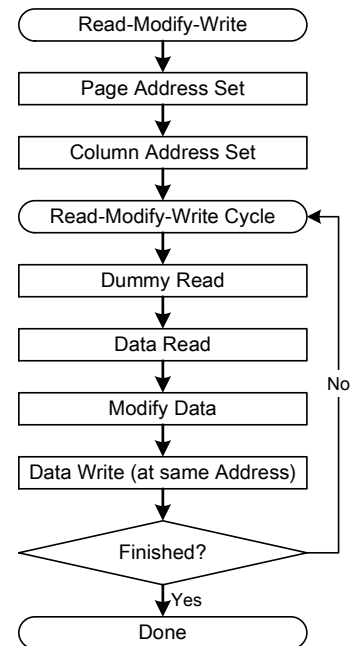 Read-Modify-Write
Page Address Set
Column Address Set
Read-Modify-Write Cycle
Dummy Read
Data Read
No
Modify Data
Data Write (at same Address)
Finished?
Yes
Done